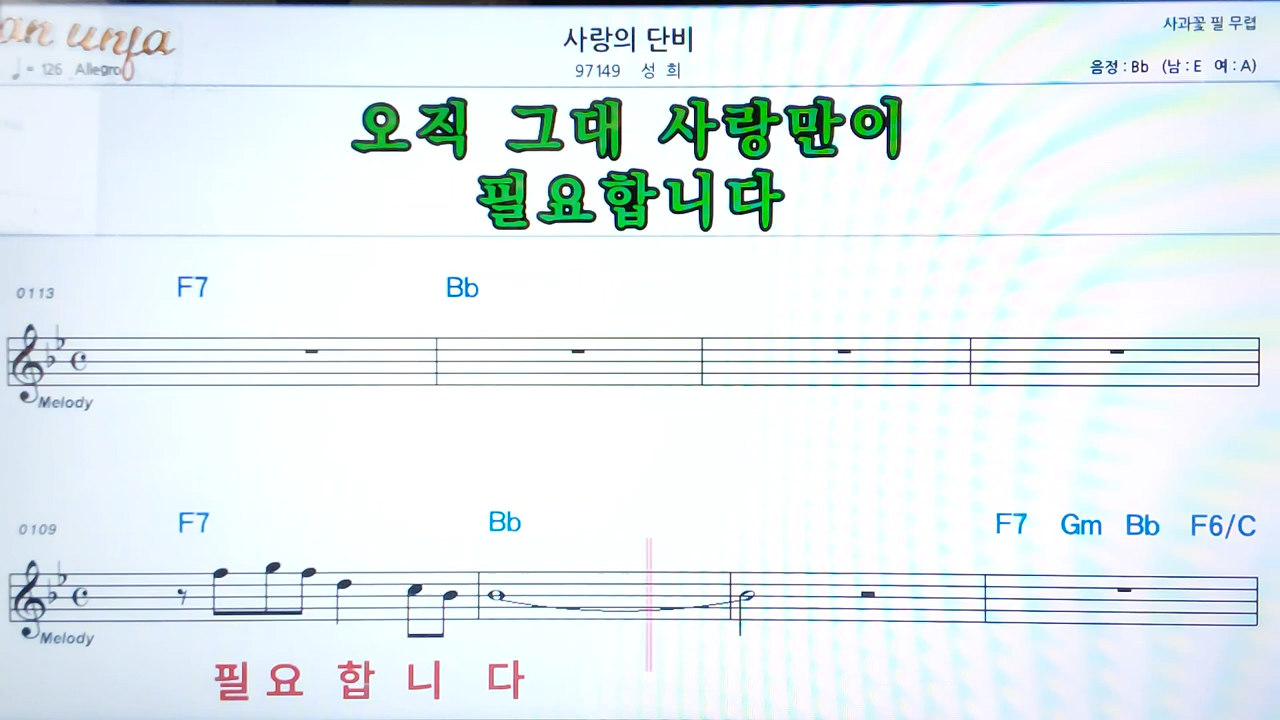 사랑의 단비
사과꽃 필 무렵
♩ = 126 Allegro
97149 성 희
음정 : Bb (남 : E 여 : A)
오직 그대 사랑만이
필요합니다
0113 F7 Bb
Melody
0109 F7 Bb F7 Gm Bb F6/C
Melody
필 요 합 니 다